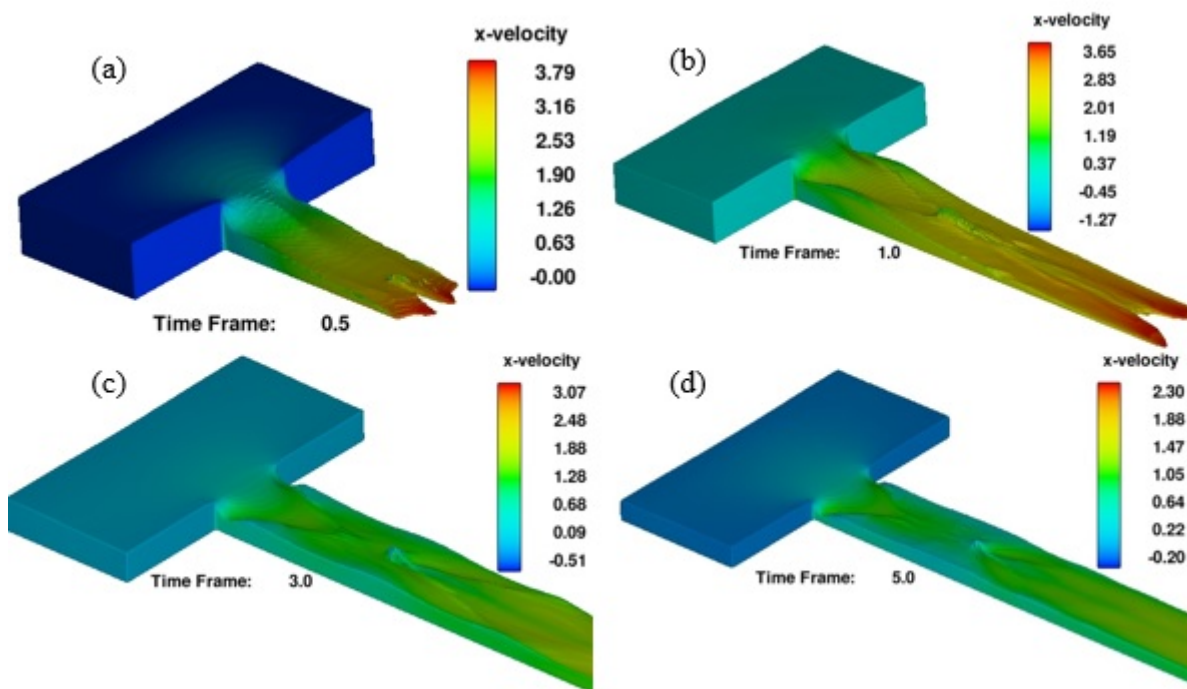 (a)
x-velocity
3.79
3.16
2.53
1.90
1.26
0.63
-0.00
Time Frame: 0.5
(b)
x-velocity
3.65
2.83
2.01
1.19
0.37
-0.45
-1.27
Time Frame: 1.0
(c)
x-velocity
3.07
2.48
1.88
1.28
0.68
0.09
-0.51
Time Frame: 3.0
(d)
x-velocity
2.30
1.88
1.47
1.05
0.64
0.22
-0.20
Time Frame: 5.0